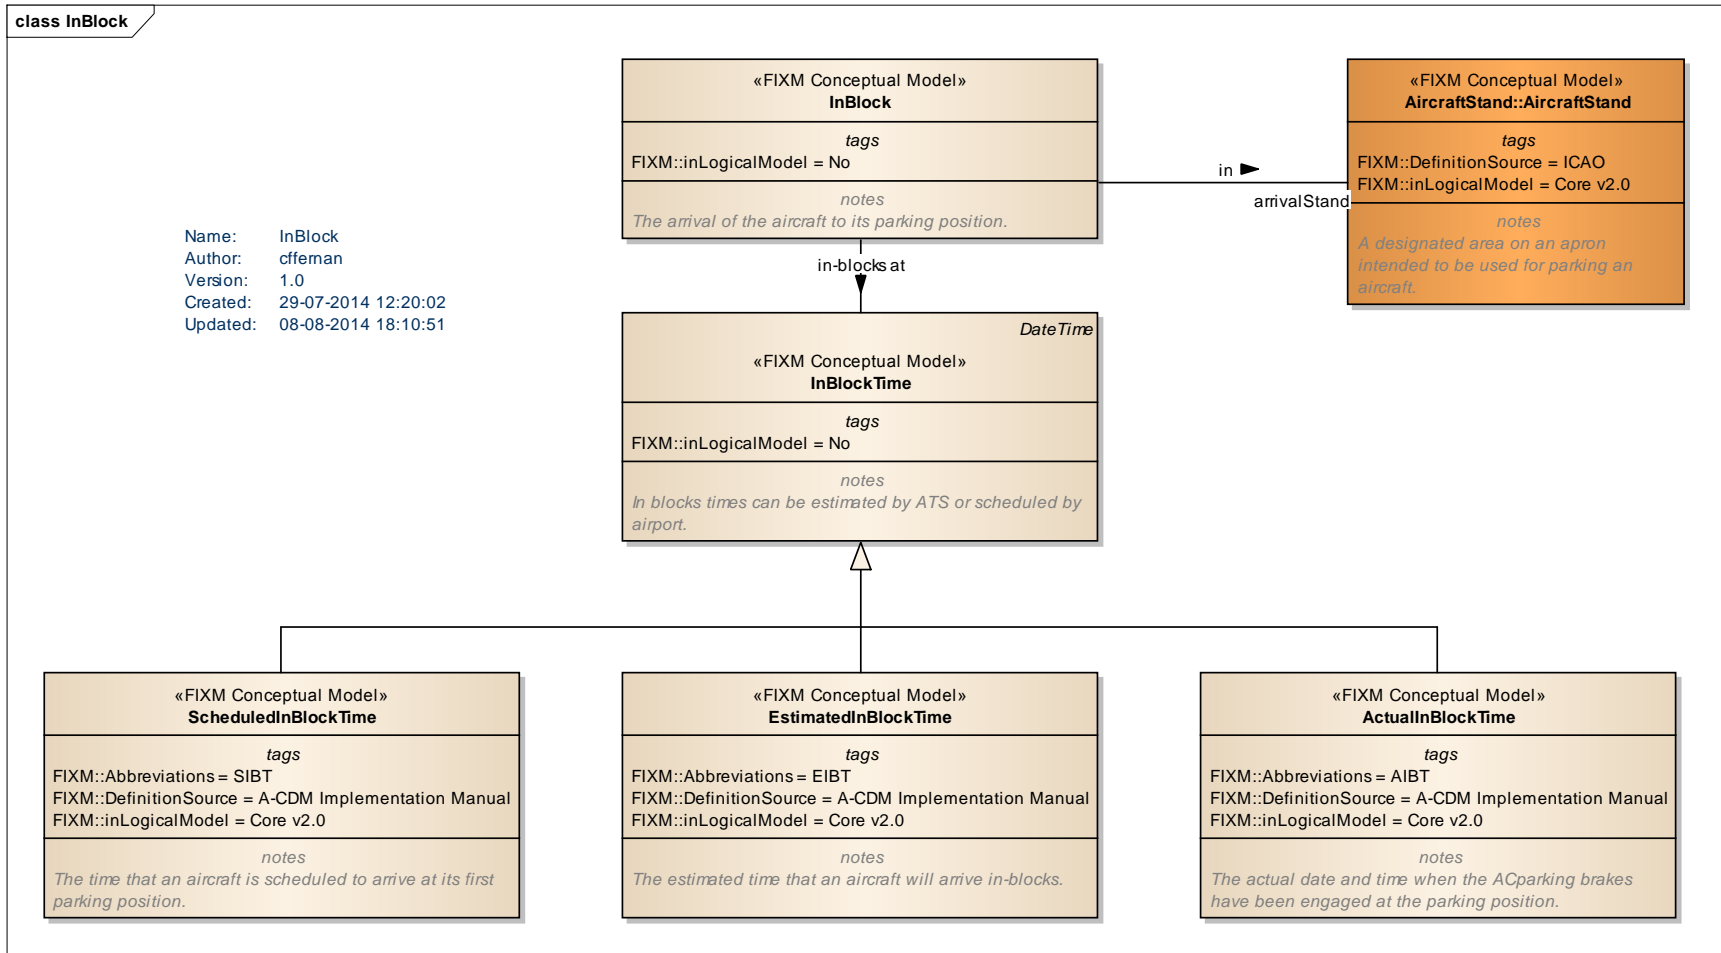 class InBlock
«FIXM Conceptual Model»
InBlock
tags
FIXM::inLogicalModel = No
notes
The arrival of the aircraft to its parking position.
«FIXM Conceptual Model»
AircraftStand::AircraftStand
tags
FIXM::DefinitionSource = ICAO
FIXM::inLogicalModel = Core v2.0
notes
A designated area on an apron
intended to be used for parking an
aircraft.
in
arrivalStand
Name: InBlock
Author: cffernan
Version: 1.0
Created: 29-07-2014 12:20:02
Updated: 08-08-2014 18:10:51
in-blocks at
DateTime
«FIXM Conceptual Model»
InBlockTime
tags
FIXM::inLogicalModel = No
notes
In blocks times can be estimated by ATS or scheduled by
airport.
«FIXM Conceptual Model»
ScheduledInBlockTime
tags
FIXM::Abbreviations = SIBT
FIXM::DefinitionSource = A-CDM Implementation Manual
FIXM::inLogicalModel = Core v2.0
notes
The time that an aircraft is scheduled to arrive at its first
parking position.
«FIXM Conceptual Model»
EstimatedInBlockTime
tags
FIXM::Abbreviations = EIBT
FIXM::DefinitionSource = A-CDM Implementation Manual
FIXM::inLogicalModel = Core v2.0
notes
The estimated time that an aircraft will arrive in-blocks.
«FIXM Conceptual Model»
ActualInBlockTime
tags
FIXM::Abbreviations = AIBT
FIXM::DefinitionSource = A-CDM Implementation Manual
FIXM::inLogicalModel = Core v2.0
notes
The actual date and time when the ACparking brakes
have been engaged at the parking position.